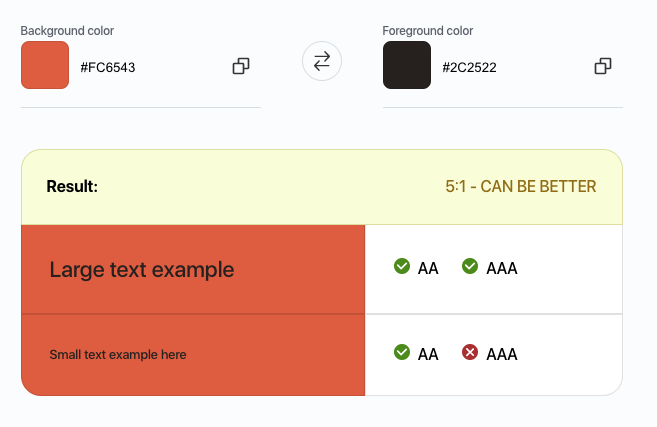 Background color
Foreground color
#FC6543
#2C2522
Result:
5:1 - CAN BE BETTER
Large text example
AA
AAA
Small text example here
AA
AAA